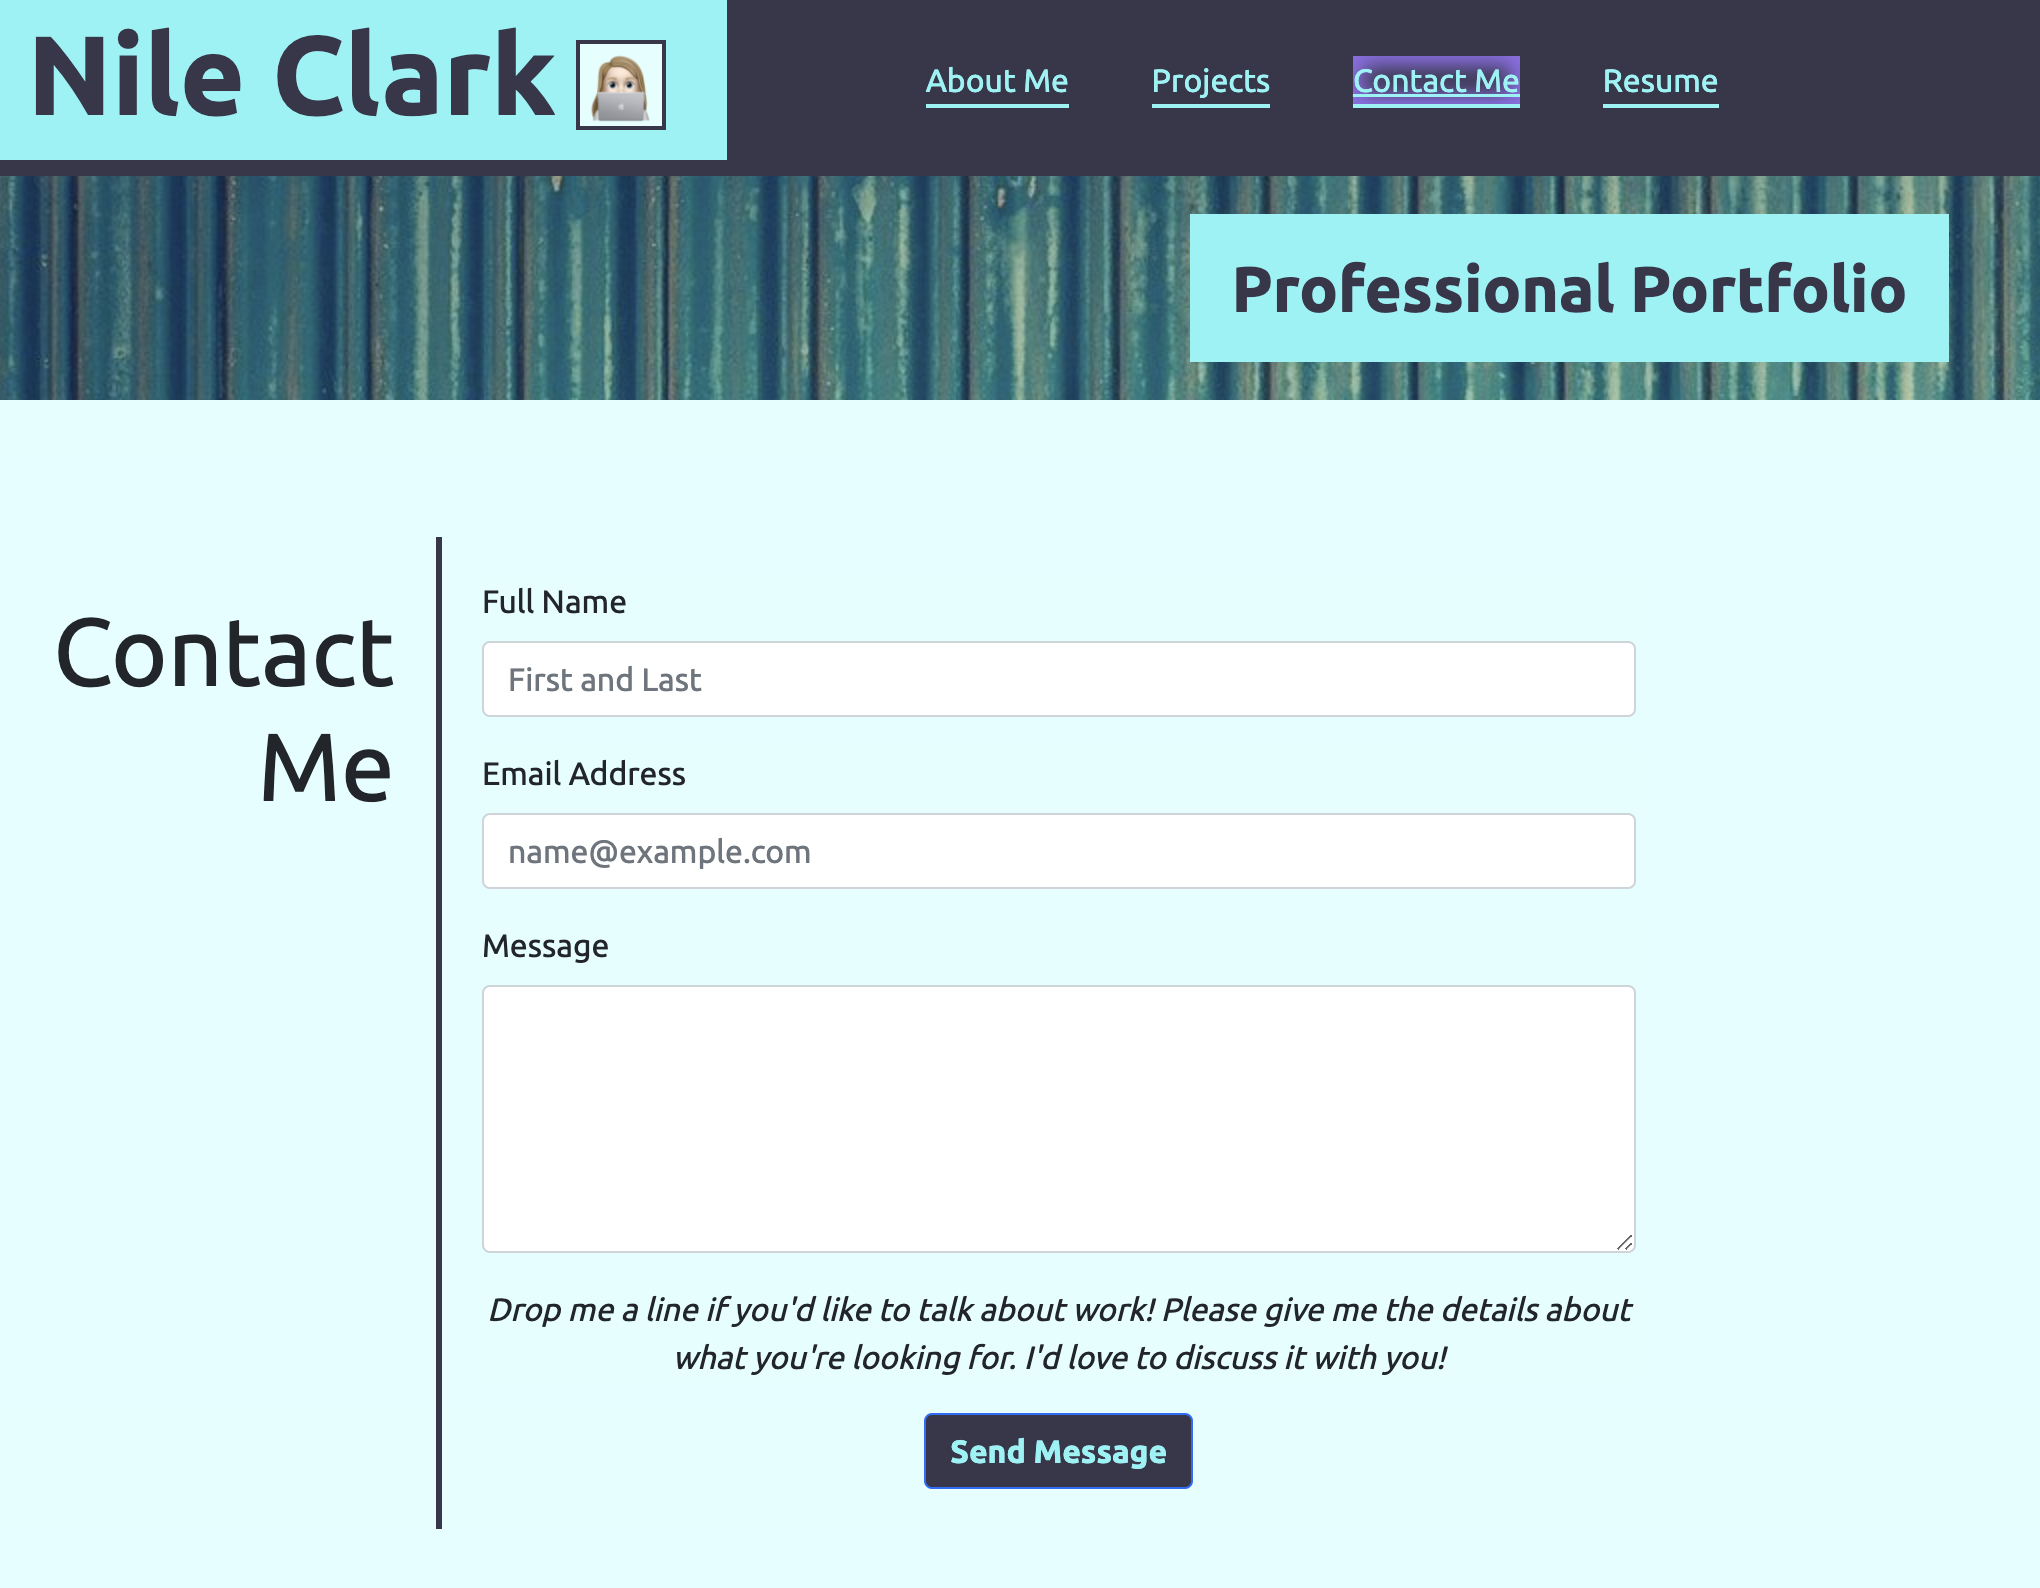 Nile Clark
About Me
Projects
Contact Me
Resume
Professional Portfolio
Contact
Me
Full Name
First and Last
Email Address
name@example.com
Message
Drop me a line if you'd like to talk about work! Please give me the details about
what you're looking for. I'd love to discuss it with you!
Send Message